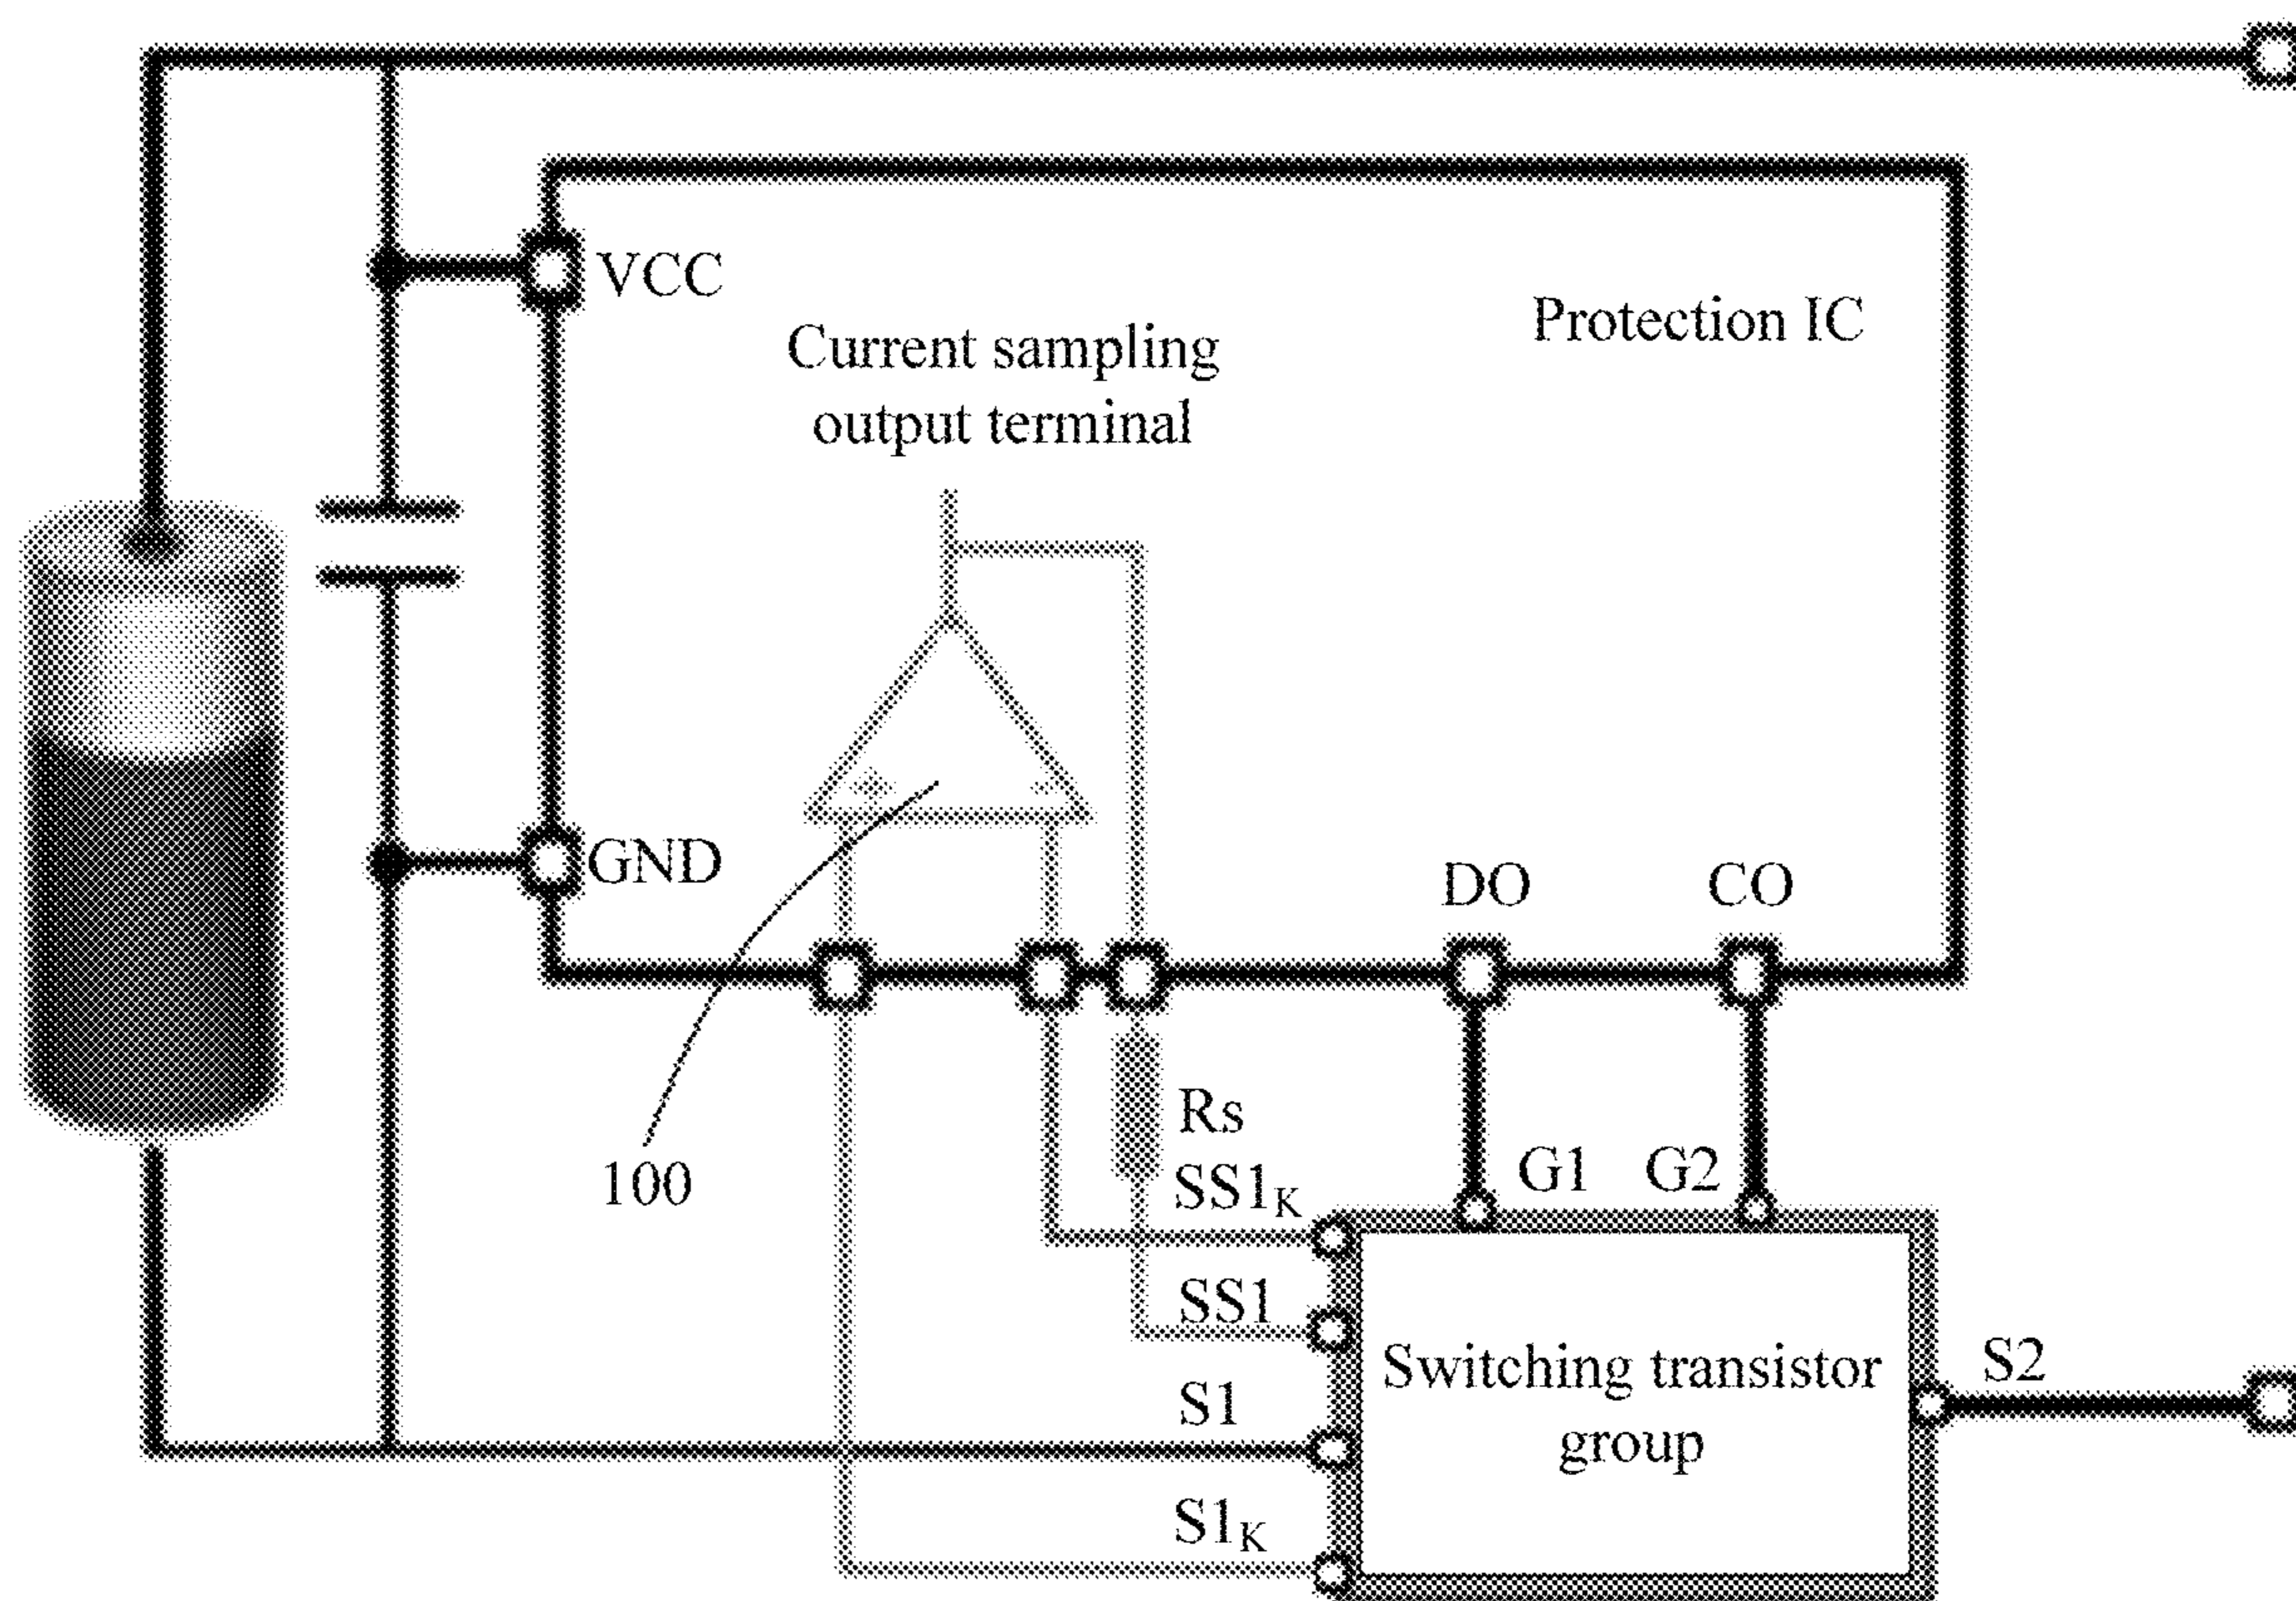 VCC
Protection IC
Current sampling
output terminal
GND
DO
CO
Rs
100
SS1K
G1
G2
SS1
S1
Switching transistor
group
S2
S1K